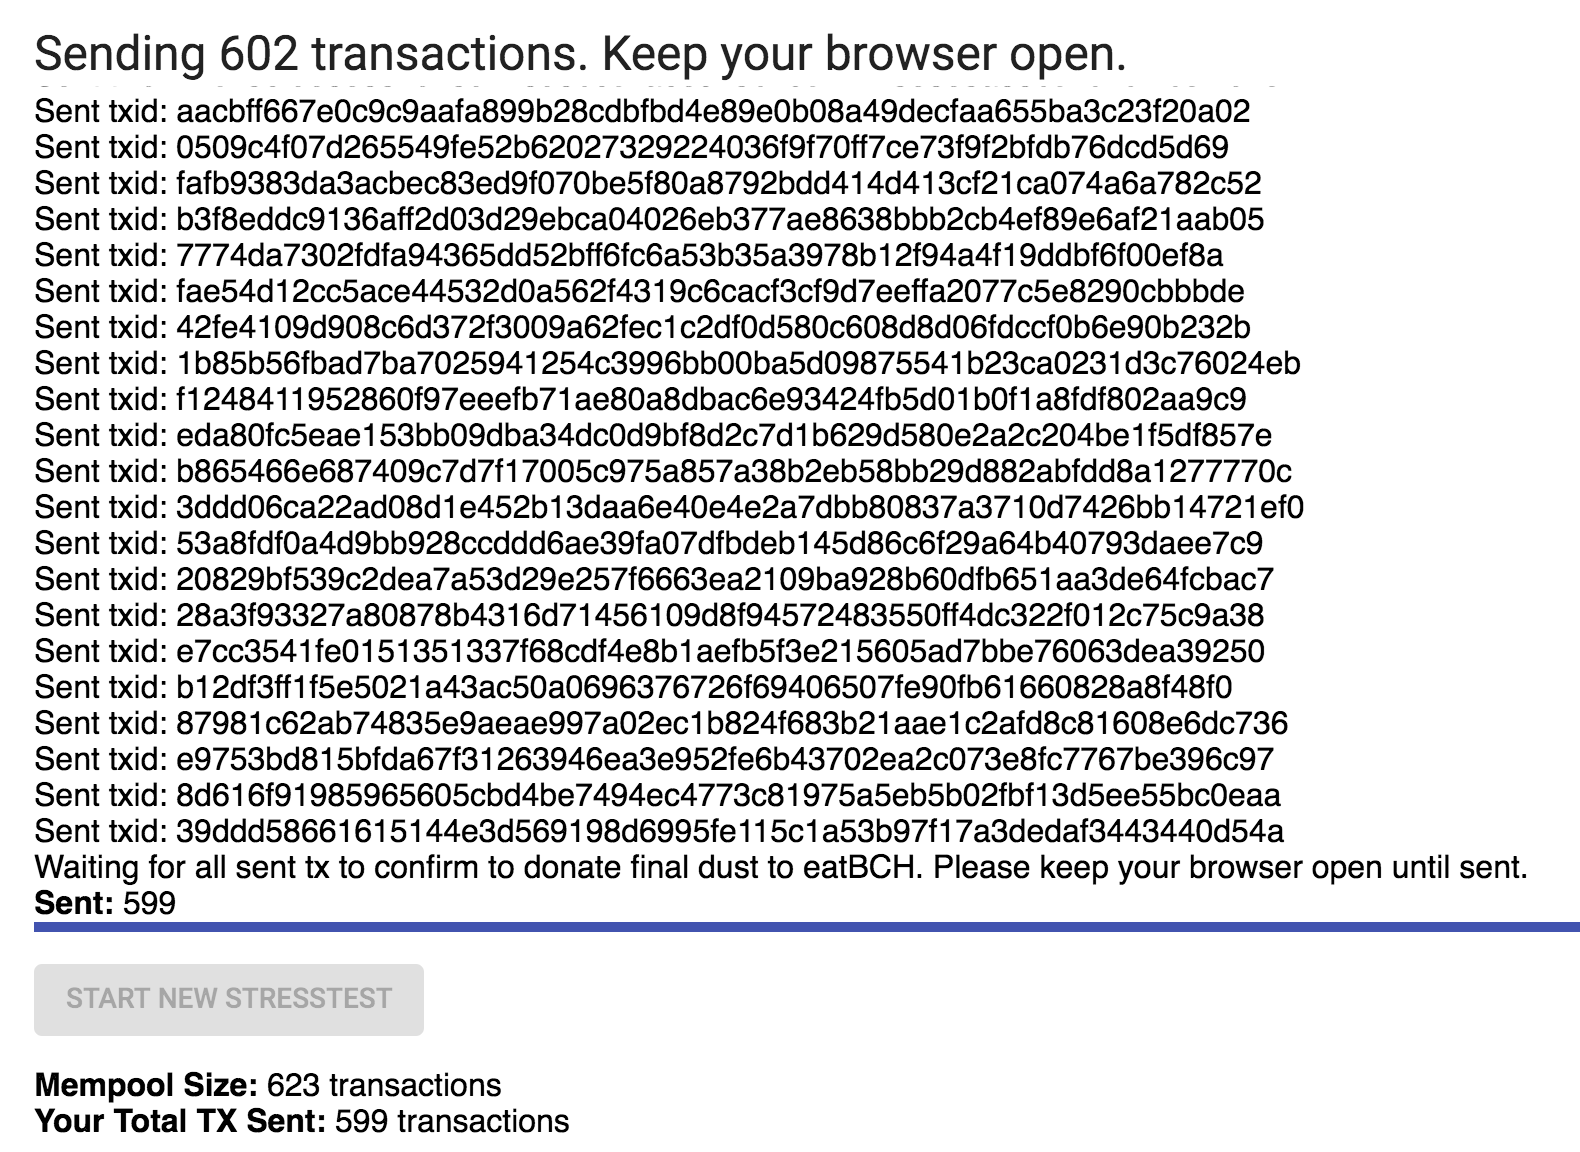 Sending 602 transactions. Keep your browser open.
Sent txid: aacbff667e0c9c9aafa899b28cdbfbd4e89e0b08a49decfaa655ba3c23f20a02
Sent txid: 0509c4f07d265549fe52b62027329224036f9f70ff7ce73f9f2bfdb76dcd5d69
Sent txid: fafb9383da3acbec83ed9f070be5f80a8792bdd414d413cf21ca074a6a782c52
Sent txid: b3f8eddc9136aff2d03d29ebca04026eb377ae8638bbb2cb4ef89e6af21aab05
Sent txid: 7774da7302fdfa94365dd52bff6fc6a53b35a3978b12f94a4f19ddbf6f00ef8a
Sent txid: fae54d12cc5ace44532d0a562f4319c6cacf3cf9d7eeffa2077c5e8290cbbbde
Sent txid: 42fe4109d908c6d372f3009a62fec1c2df0d580c608d8d06fdccf0b6e90b232b
Sent txid: 1b85b56fbad7ba7025941254c3996bb00ba5d09875541b23ca0231d3c76024eb
Sent txid: f1248411952860f97eeefb71ae80a8dbac6e93424fb5d01b0f1a8fdf802aa9c9
Sent txid: eda80fc5eae153bb09dba34dc0d9bf8d2c7d1b629d580e2a2c204be1f5df857e
Sent txid: b865466e687409c7d7f17005c975a857a38b2eb58bb29d882abfdd8a1277770c
Sent txid: 3ddd06ca22ad08d1e452b13daa6e40e4e2a7dbb80837a3710d7426bb14721ef0
Sent txid: 53a8fdf0a4d9bb928ccddd6ae39fa07dfbdeb145d86c6f29a64b40793daee7c9
Sent txid: 20829bf539c2dea7a53d29e257f6663ea2109ba928b60dfb651aa3de64fcbac7
Sent txid: 28a3f93327a80878b4316d71456109d8f94572483550ff4dc322f012c75c9a38
Sent txid: e7cc3541fe0151351337f68cdf4e8b1aefb5f3e215605ad7bbe76063dea39250
Sent txid: b12df3ff1f5e5021a43ac50a0696376726f69406507fe90fb61660828a8f48f0
Sent txid: 87981c62ab74835e9aeae997a02ec1b824f683b21aae1c2afd8c81608e6dc736
Sent txid: e9753bd815bfda67f31263946ea3e952fe6b43702ea2c073e8fc7767be396c97
Sent txid: 8d616f91985965605cbd4be7494ec4773c81975a5eb5b02fbf13d5ee55bc0eaa
Sent txid: 39ddd58661615144e3d569198d6995fe115c1a53b97f17a3dedaf3443440d54a
Waiting for all sent tx to confirm to donate final dust to eatBCH. Please keep your browser open until sent.
Sent: 599
START NEW STRESSTEST
Mempool Size: 623 transactions
Your Total TX Sent: 599 transactions